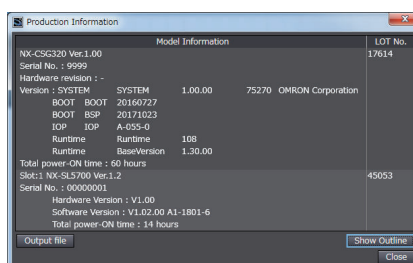 Production Information
Model Information LOT No.
NX-CSG320 Ver.1.00 17614
Serial No. : 9999
Hardware revision : -
Version : SYSTEM SYSTEM 1.00.00 75270 OMRON Corporation
BOOT BOOT 20160727
BOOT BSP 20171023
IOP IOP A-055-0
Runtime Runtime 108
Runtime BaseVersion 1.30.00
Total power-ON time : 60 hours
Slot:1 NX-SL5700 Ver.1.2 45053
Serial No. : 00000001
Hardware Version : V1.00
Software Version : V1.02.00 A1-1801-6
Total power-ON time : 14 hours
Output file Show Outline
Close